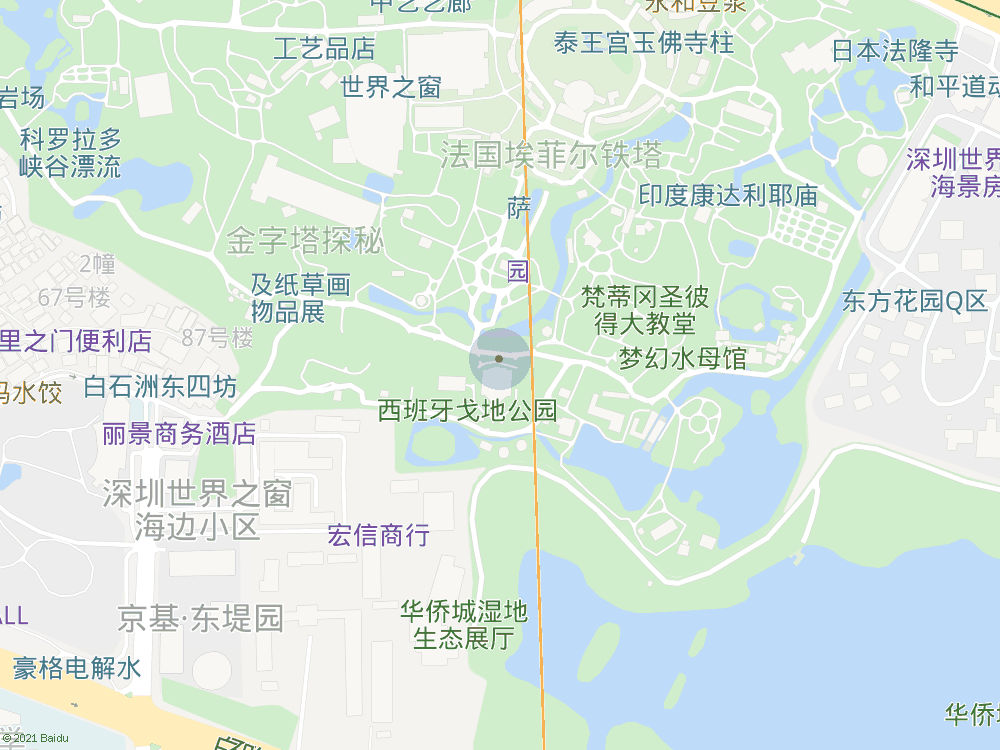 永和豆浆
泰王宫玉佛寺柱
工艺品店
日本法隆寺
世界之窗
和平道动
岩场
科罗拉多
峡谷漂流
法国埃菲尔铁塔
深圳世界
海景房
印度康达利耶庙
萨
金字塔探秘
2幢
园
及纸草画
物品展
67号楼
梵蒂冈圣彼
得大教堂
东方花园Q区
87号楼
里之门便利店
梦幻水母馆
白石洲东四坊
码水饺
西班牙戈地公园
丽景商务酒店
深圳世界之窗
海边小区
宏信商行
华侨城湿地
生态展厅
ALL
京基·东堤园
豪格电解水
华侨城
© 2021 Baidu